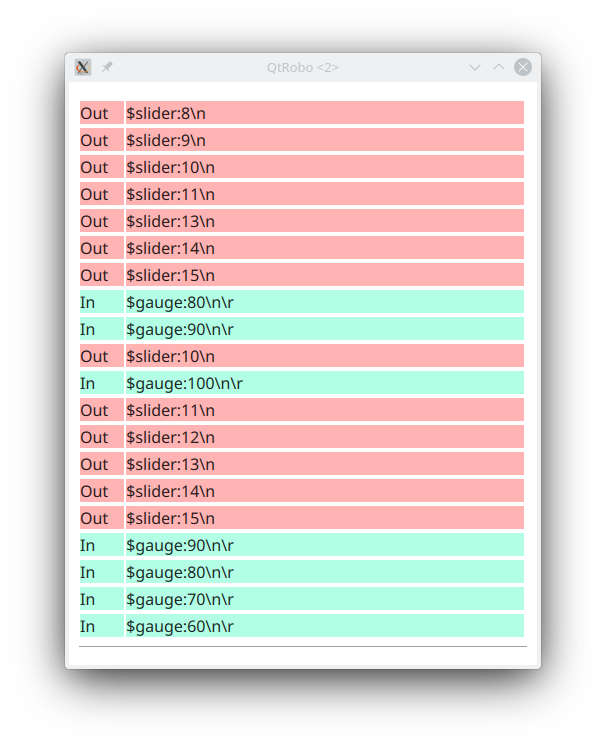 QtRobo <2>
Out $slider:8\n
Out $slider:9\n
Out $slider:10\n
Out $slider:11\n
Out $slider:13\n
Out $slider:14\n
Out $slider:15\n
In $gauge:80\n\r
In $gauge:90\n\r
Out $slider:10\n
In $gauge:100\n\r
Out $slider:11\n
Out $slider:12\n
Out $slider:13\n
Out $slider:14\n
Out $slider:15\n
In $gauge:90\n\r
In $gauge:80\n\r
In $gauge:70\n\r
In $gauge:60\n\r